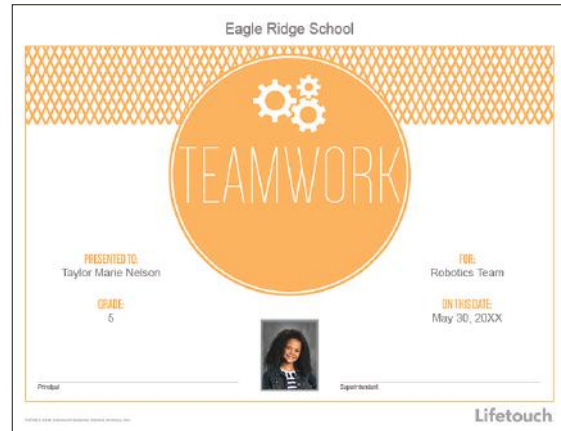 Eagle Ridge School
TEAMWORK
PRESENTED TO:
Taylor Marie Nelson
FOR:
Robotics Team
GRADE:
5
ON THIS DATE:
May 30, 20XX
Principal
Superintendent
Lifetouch